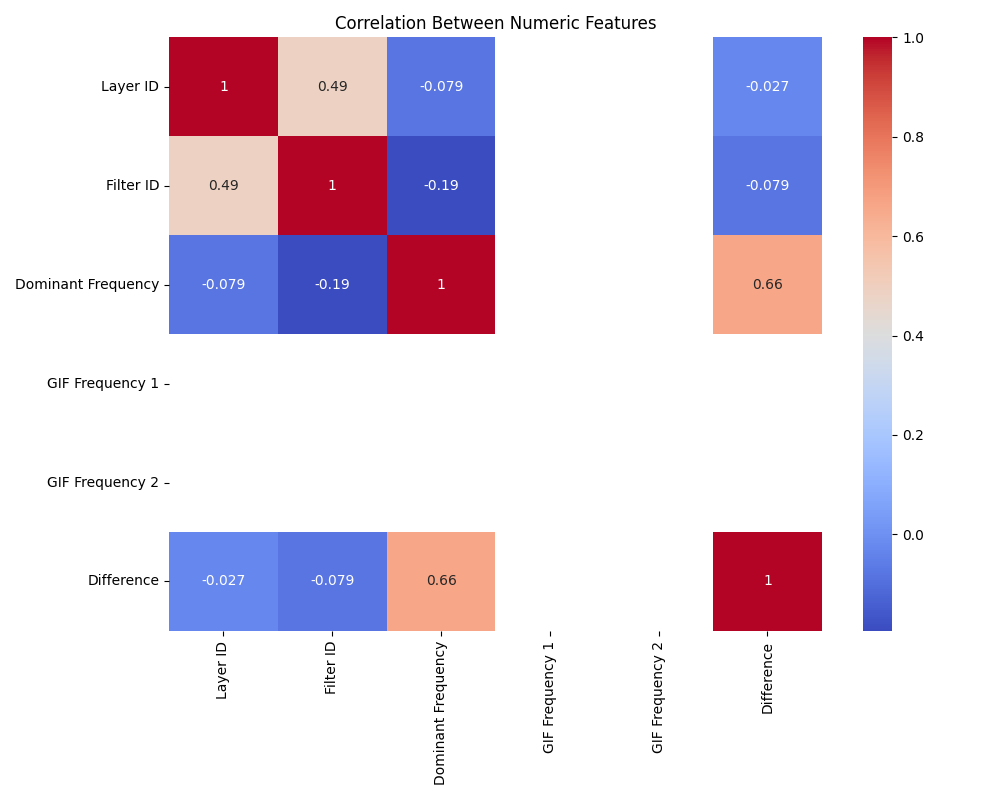 Correlation Between Numeric Features
Layer ID
1
0.49
-0.079
-0.027
Filter ID
0.49
1
-0.19
-0.079
Dominant Frequency
-0.079
-0.19
1
0.66
GIF Frequency 1
GIF Frequency 2
Difference
-0.027
-0.079
0.66
1
Layer ID
Filter ID
Dominant Frequency
GIF Frequency 1
GIF Frequency 2
Difference
1.0
0.8
0.6
0.4
0.2
0.0